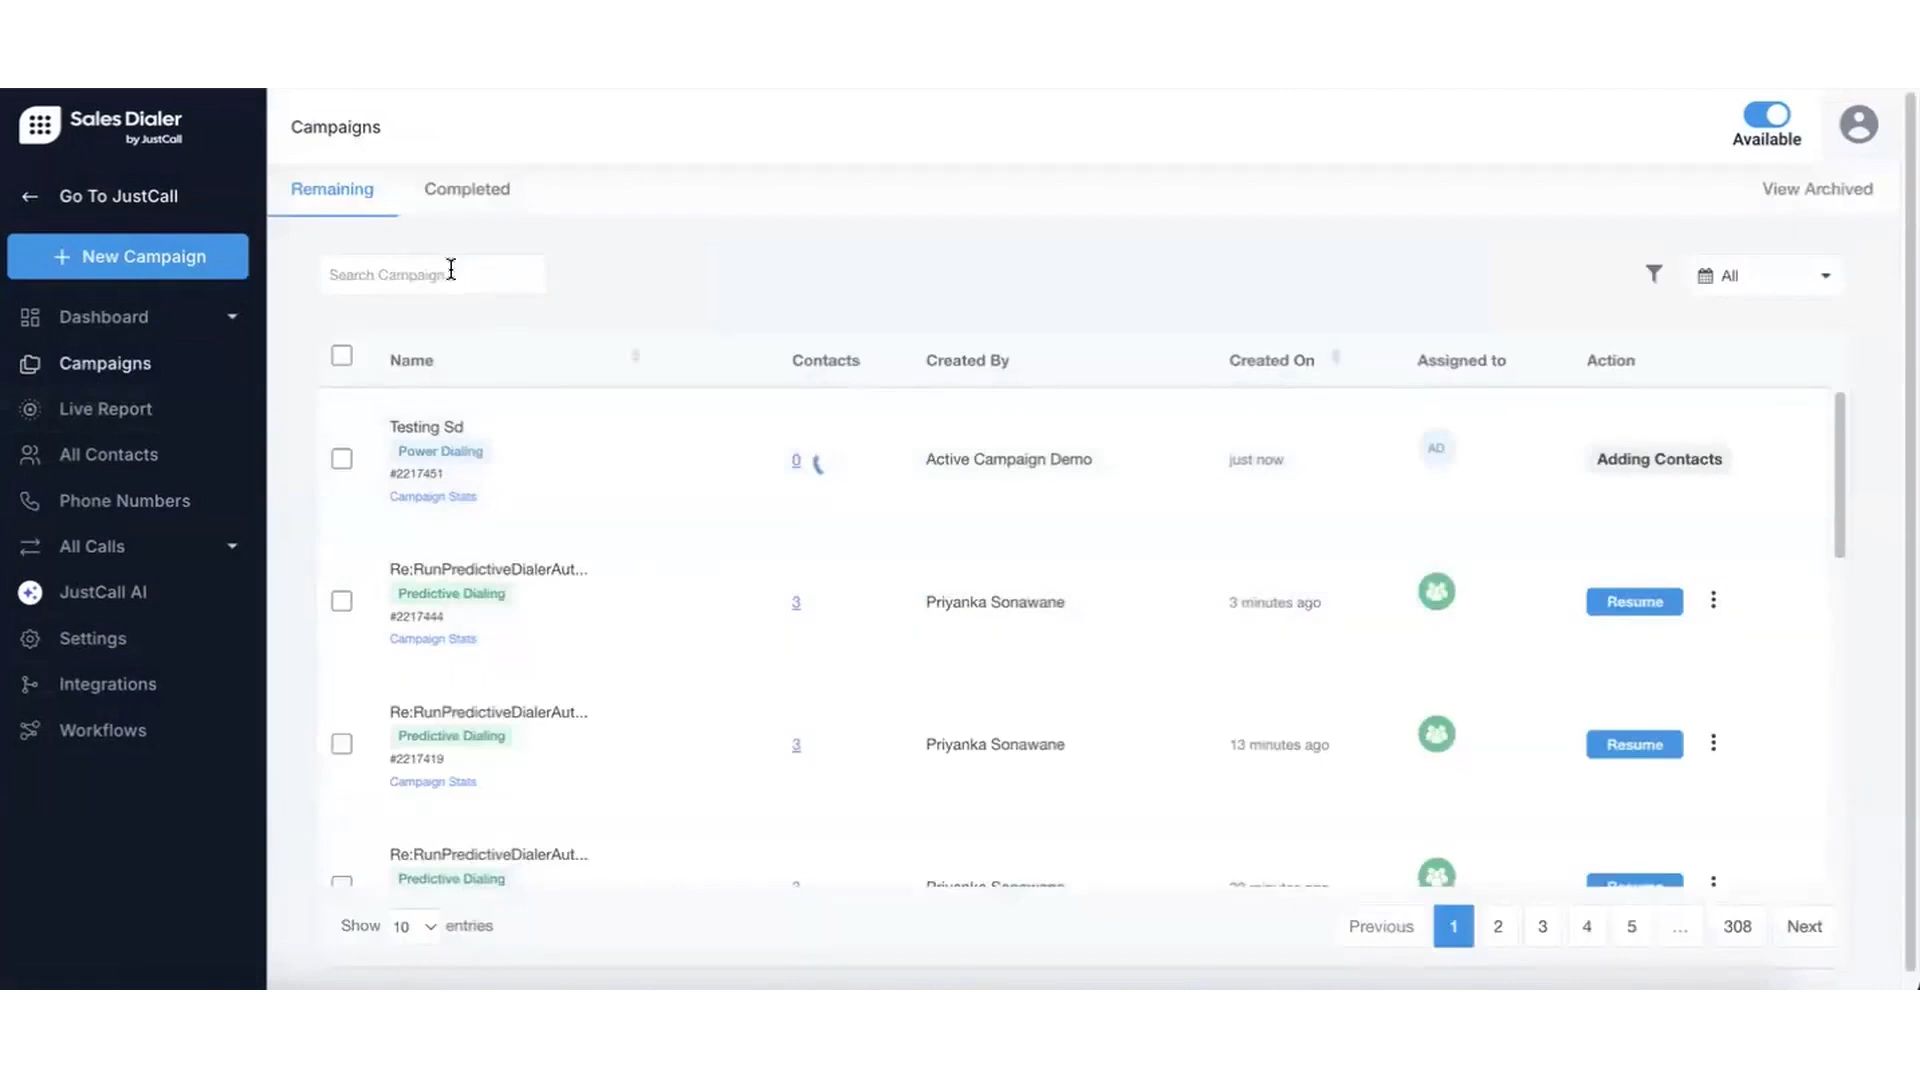 Sales Dialer
by JustCall
Campaigns
Available
Go To JustCall
Remaining
Completed
View Archived
+ New Campaign
Search Campaign
All
Dashboard
Campaigns
Live Report
All Contacts
Phone Numbers
All Calls
JustCall AI
Settings
Integrations
Workflows
Name
Contacts
Created By
Created On
Assigned to
Action
Testing Sd
Power Dialing
#2217451
Campaign Stats
0
Active Campaign Demo
just now
AD
Adding Contacts
Re:RunPredictiveDialerAut...
Predictive Dialing
#2217444
Campaign Stats
3
Priyanka Sonawane
3 minutes ago
Resume
Re:RunPredictiveDialerAut...
Predictive Dialing
#2217419
Campaign Stats
3
Priyanka Sonawane
13 minutes ago
Resume
Re:RunPredictiveDialerAut...
Predictive Dialing
Priyanka Sonawane
Resume
Show 10 entries
Previous 1 2 3 4 5 ... 308 Next